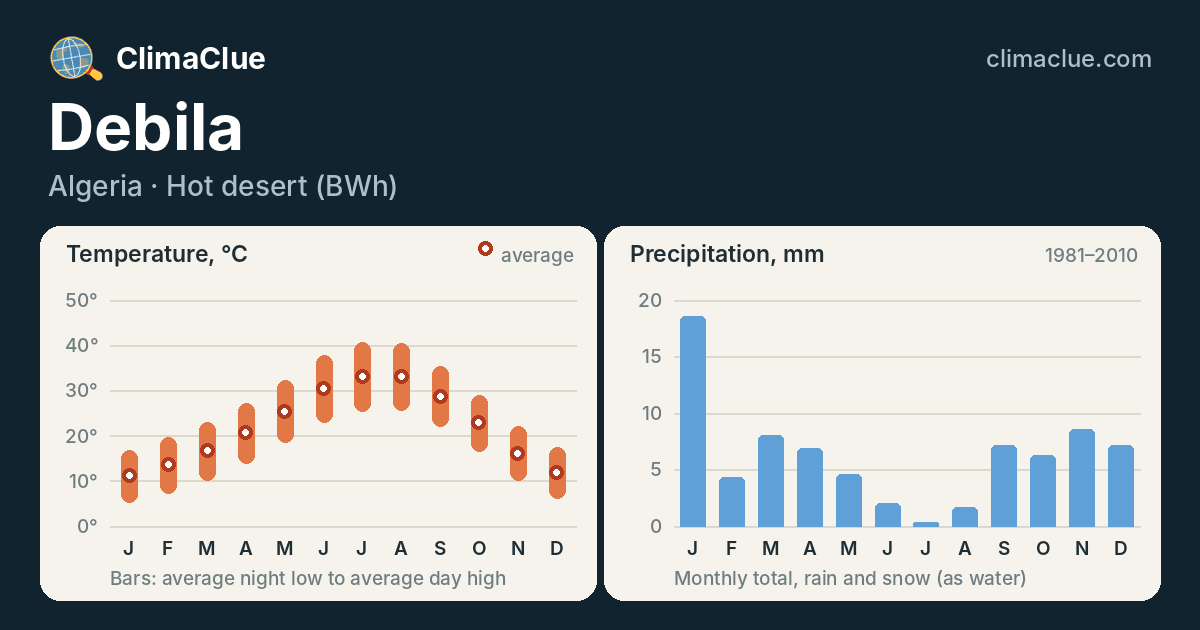 ClimaClue
climaclue.com
Debila
Algeria · Hot desert (BWh)
Temperature, °C
average
50°
40°
30°
20°
10°
0°
J F M A M J J A S O N D
Bars: average night low to average day high
Precipitation, mm
1981–2010
20
15
10
5
0
J F M A M J J A S O N D
Monthly total, rain and snow (as water)